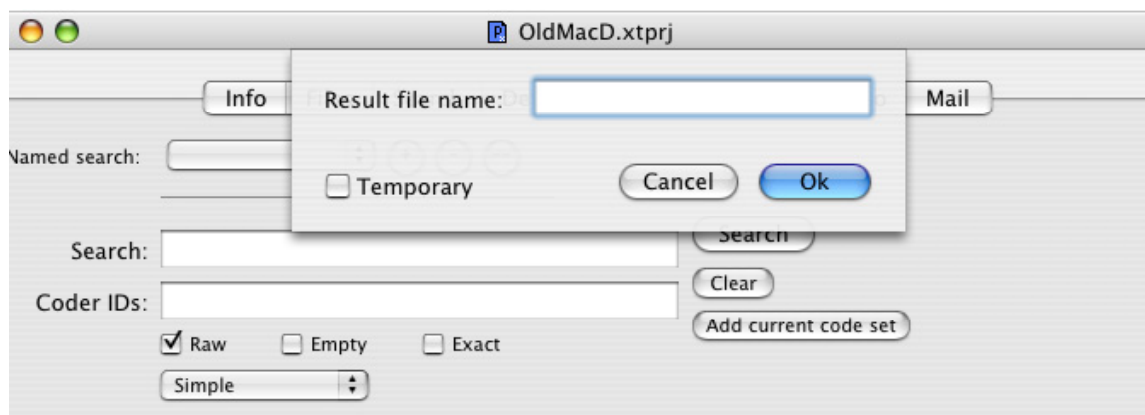 OldMacD.xtprj
Info
Mail
Result file name:
Named search:
Temporary
Cancel
Ok
Search:
Search
Clear
Coder IDs:
Add current code set
Raw
Empty
Exact
Simple